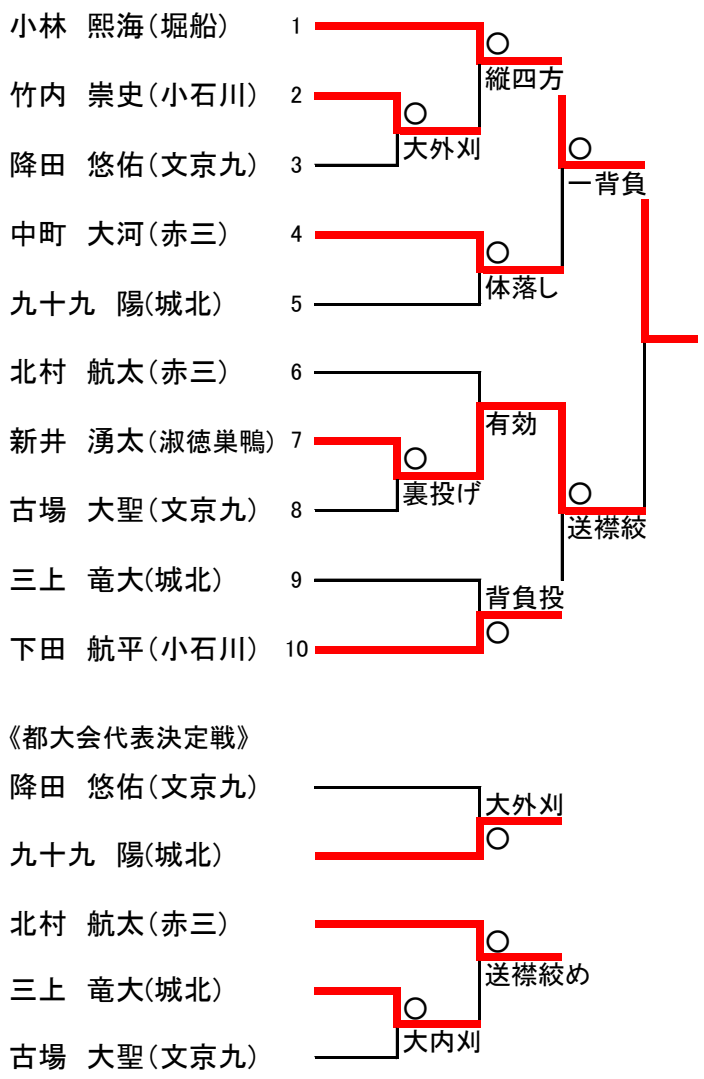 小林 熙海(堀船) 1
○
縦四方
竹内 崇史(小石川) 2
○
大外刈
降田 悠佑(文京九) 3
○
一背負
中町 大河(赤三) 4
○
体落し
九十九 陽(城北) 5
北村 航太(赤三) 6
有効
新井 湧太(淑徳巣鴨) 7
○
裏投げ
古場 大聖(文京九) 8
○
送襟絞
三上 竜大(城北) 9
背負投
○
下田 航平(小石川) 10
《都大会代表決定戦》
降田 悠佑(文京九)
大外刈
○
九十九 陽(城北)
北村 航太(赤三)
○
送襟絞め
三上 竜大(城北)
○
大内刈
古場 大聖(文京九)